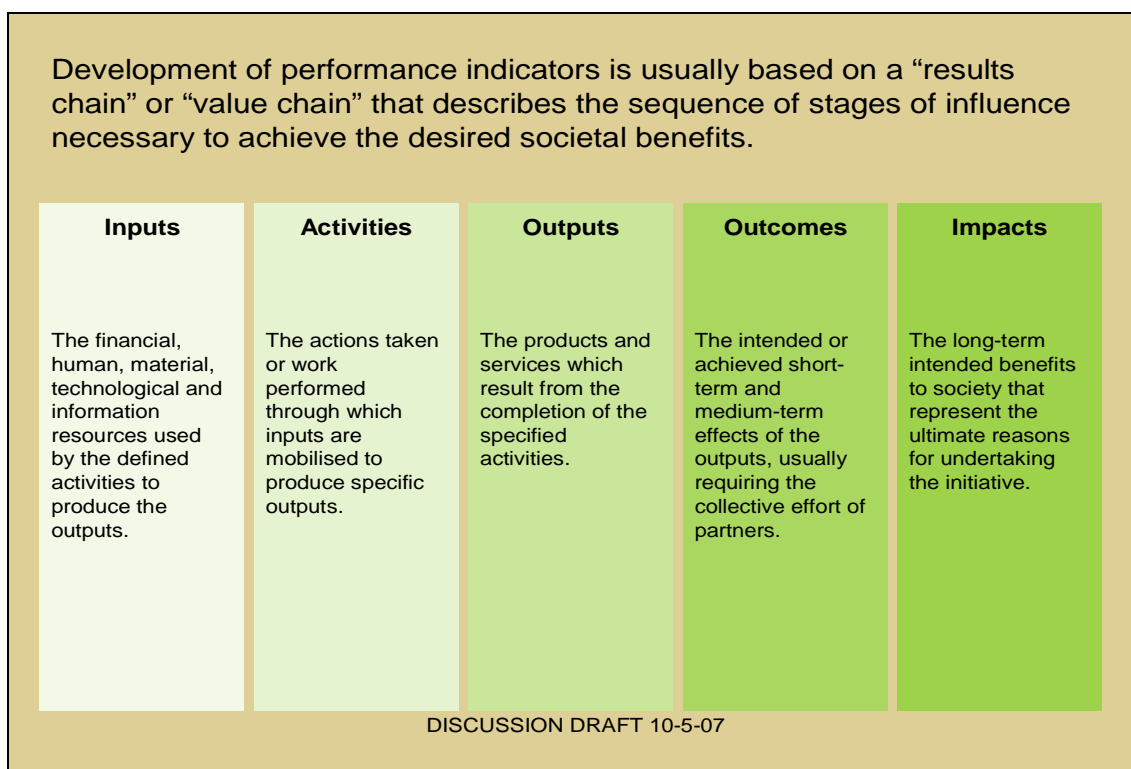 Development of performance indicators is usually based on a “results
chain” or “value chain” that describes the sequence of stages of influence
necessary to achieve the desired societal benefits.
Inputs
The financial,
human, material,
technological and
information
resources used
by the defined
activities to
produce the
outputs.
Activities
The actions taken
or work
performed
through which
inputs are
mobilised to
produce specific
outputs.
Outputs
The products and
services which
result from the
completion of the
specified
activities.
Outcomes
The intended or
achieved short-
term and
medium-term
effects of the
outputs, usually
requiring the
collective effort of
partners.
Impacts
The long-term
intended benefits
to society that
represent the
ultimate reasons
for undertaking
the initiative.
DISCUSSION DRAFT 10-5-07